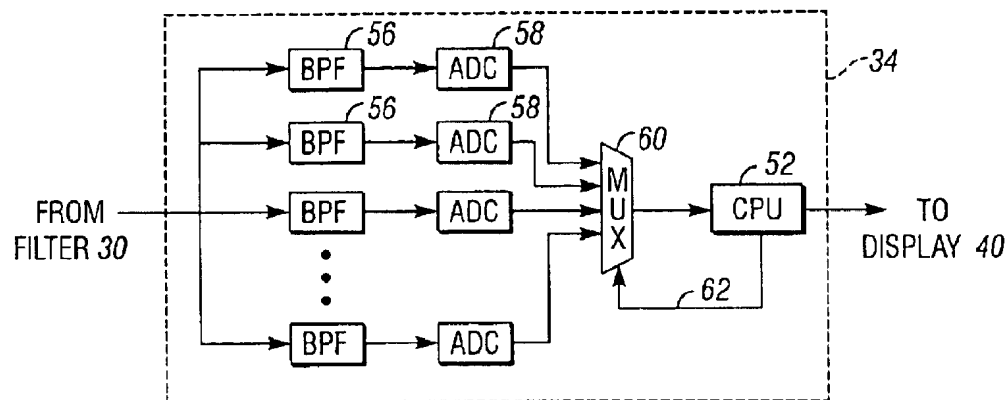 56
58
BPF
ADC
34
56
58
BPF
ADC
60
52
FROM
FILTER 30
BPF
ADC
MUX
CPU
TO
DISPLAY 40
62
BPF
ADC